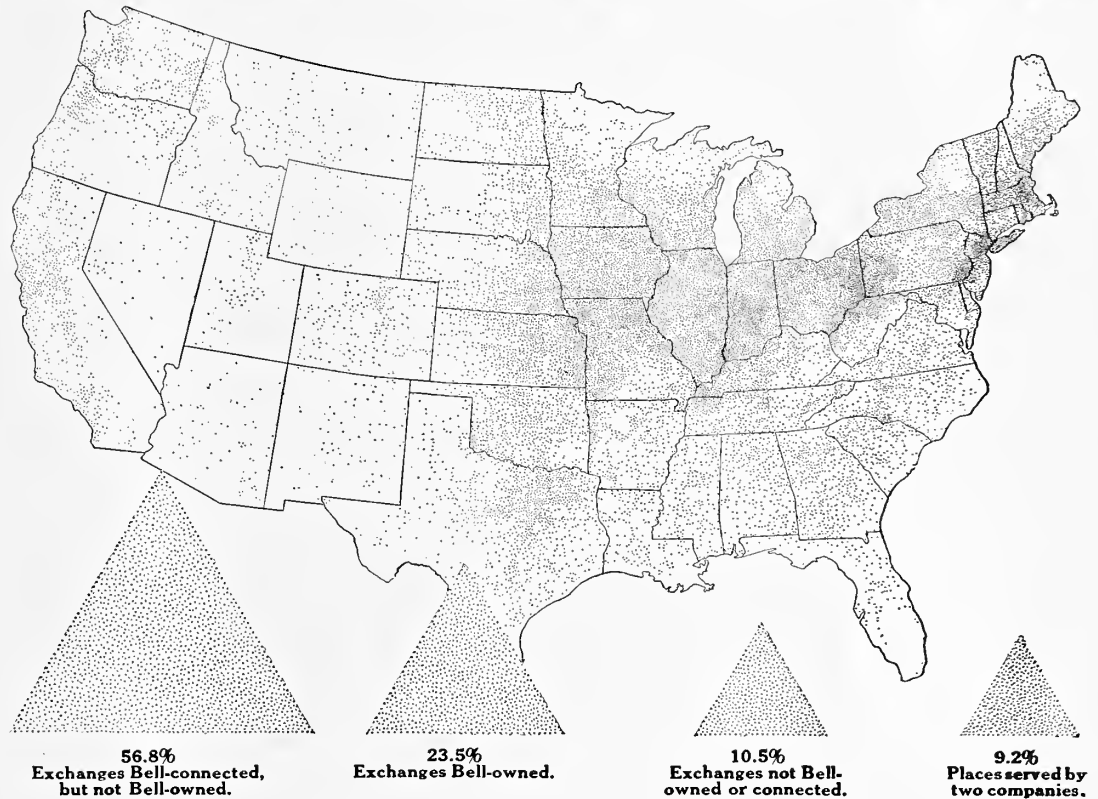 56.8%
Exchanges Bell-connected,
but not Bell-owned.
23.5%
Exchanges Bell-owned.
10.5%
Exchanges not Bell-
owned or connected.
9.2%
Places served by
two companies.